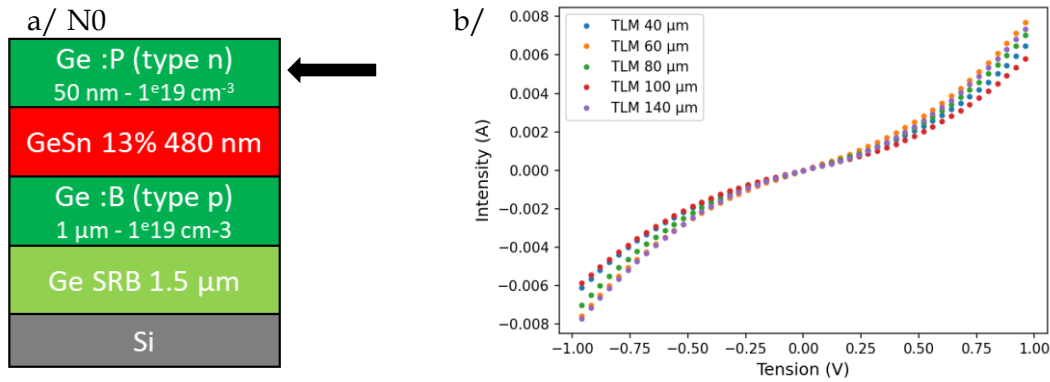 a/ N0
Ge :P (type n)
50 nm - 1ᵉ19 cm⁻³
GeSn 13% 480 nm
Ge :B (type p)
1 µm - 1ᵉ19 cm-3
Ge SRB 1.5 µm
Si
b/
TLM 40 µm
TLM 60 µm
TLM 80 µm
TLM 100 µm
TLM 140 µm
Intensity (A)
0.008
0.006
0.004
0.002
0.000
−0.002
−0.004
−0.006
−0.008
−1.00 −0.75 −0.50 −0.25 0.00 0.25 0.50 0.75 1.00
Tension (V)